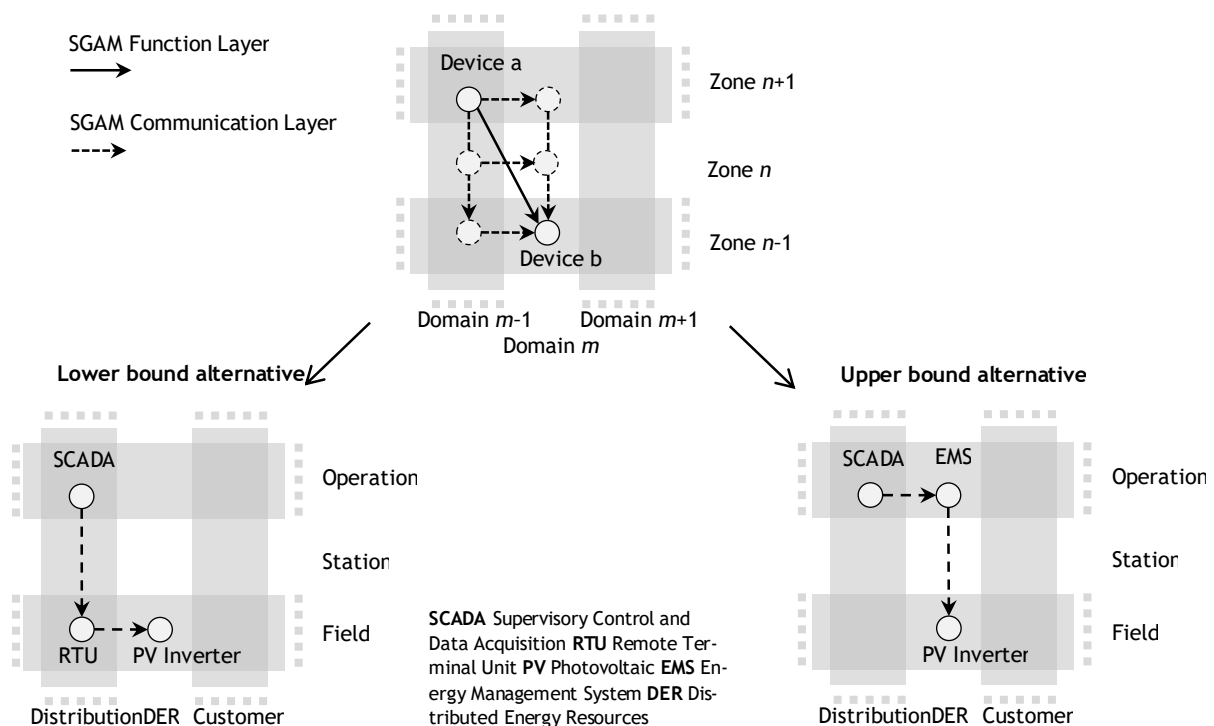 SGAM Function Layer
SGAM Communication Layer
Device a
Device b
Zone n+1
Zone n
Zone n-1
Domain m-1 Domain m+1
Domain m
Lower bound alternative
SCADA
RTU PV Inverter
Operation
Station
Field
DistributionDER Customer
SCADA Supervisory Control and
Data Acquisition RTU Remote Ter-
minal Unit PV Photovoltaic EMS En-
ergy Management System DER Dis-
tributed Energy Resources
Upper bound alternative
SCADA EMS
PV Inverter
Operation
Station
Field
DistributionDER Customer